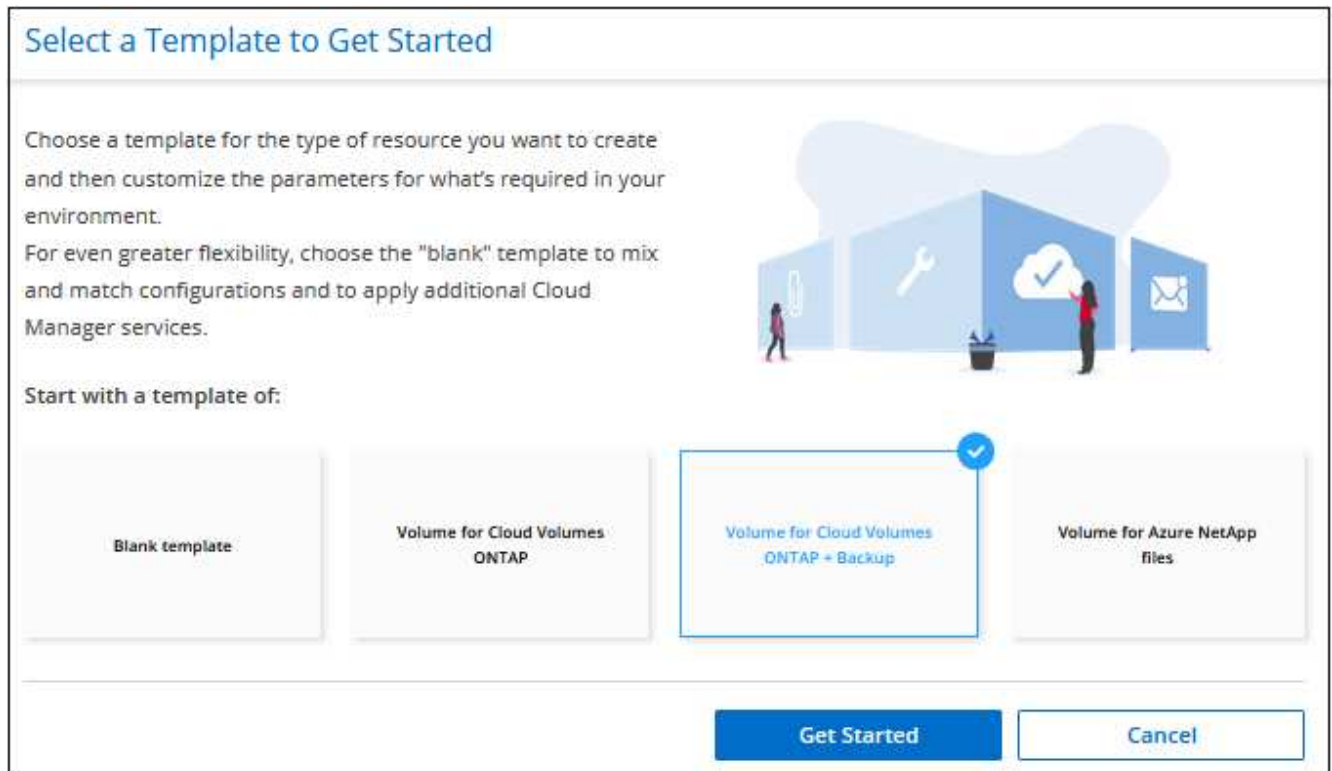 Select a Template to Get Started
Choose a template for the type of resource you want to create
and then customize the parameters for what's required in your
environment.
For even greater flexibility, choose the "blank" template to mix
and match configurations and to apply additional Cloud
Manager services.
Start with a template of:
Blank template
Volume for Cloud Volumes
ONTAP
Volume for Cloud Volumes
ONTAP + Backup
Volume for Azure NetApp
files
Get Started
Cancel